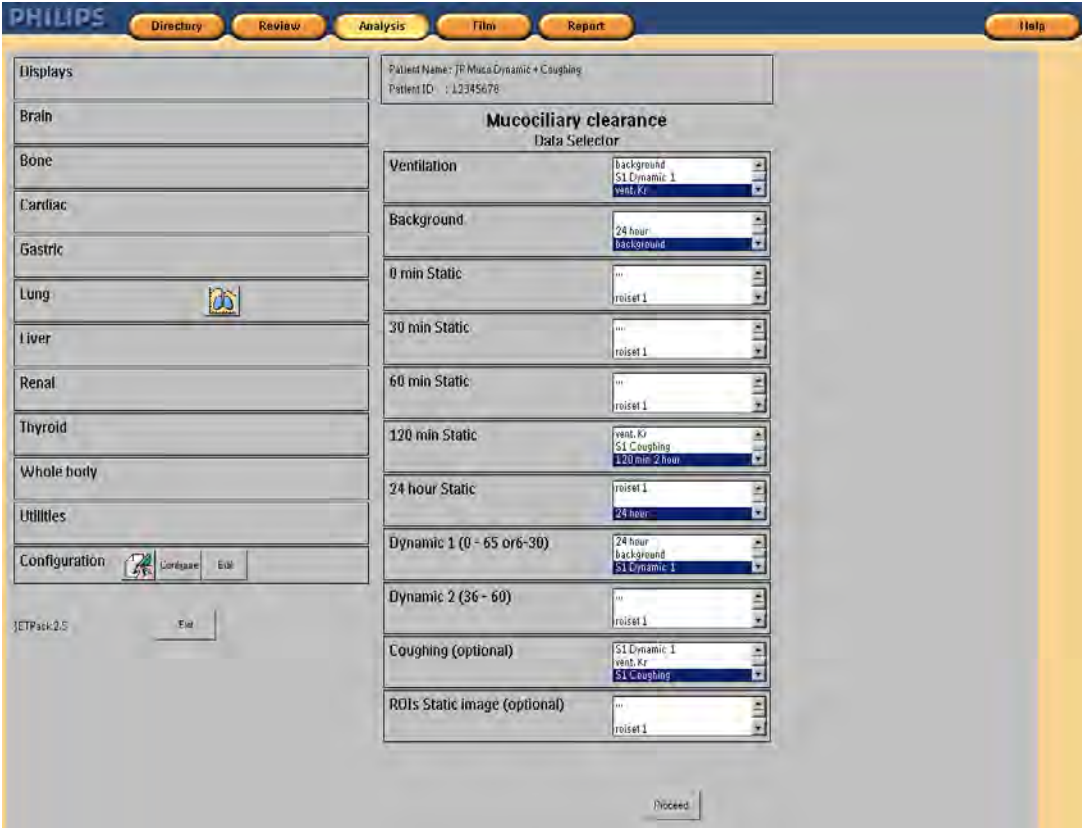 PHILIPS
Directory Review Analysis Film Report Help
Displays
Brain
Bone
Cardiac
Gastric
Lung
Liver
Renal
Thyroid
Whole body
Utilities
Configuration Configure Edit
JETPack 2.5 Exit
Patient Name : JP Muco Dynamic + Coughing
Patient ID : 12345678
Mucociliary clearance
Data Selector
Ventilation
background
S1 Dynamic 1
vent. Kr
Background
24 hour
background
0 min Static
...
roiset 1
30 min Static
....
roiset 1
60 min Static
...
roiset 1
120 min Static
vent. Kr
S1 Coughing
120 min 2 hour
24 hour Static
roiset 1
24 hour
Dynamic 1 (0 - 65 or6-30)
24 hour
background
S1 Dynamic 1
Dynamic 2 (36 - 60)
...
roiset 1
Coughing (optional)
S1 Dynamic 1
vent. Kr
S1 Coughing
ROIs Static image (optional)
...
roiset 1
Proceed